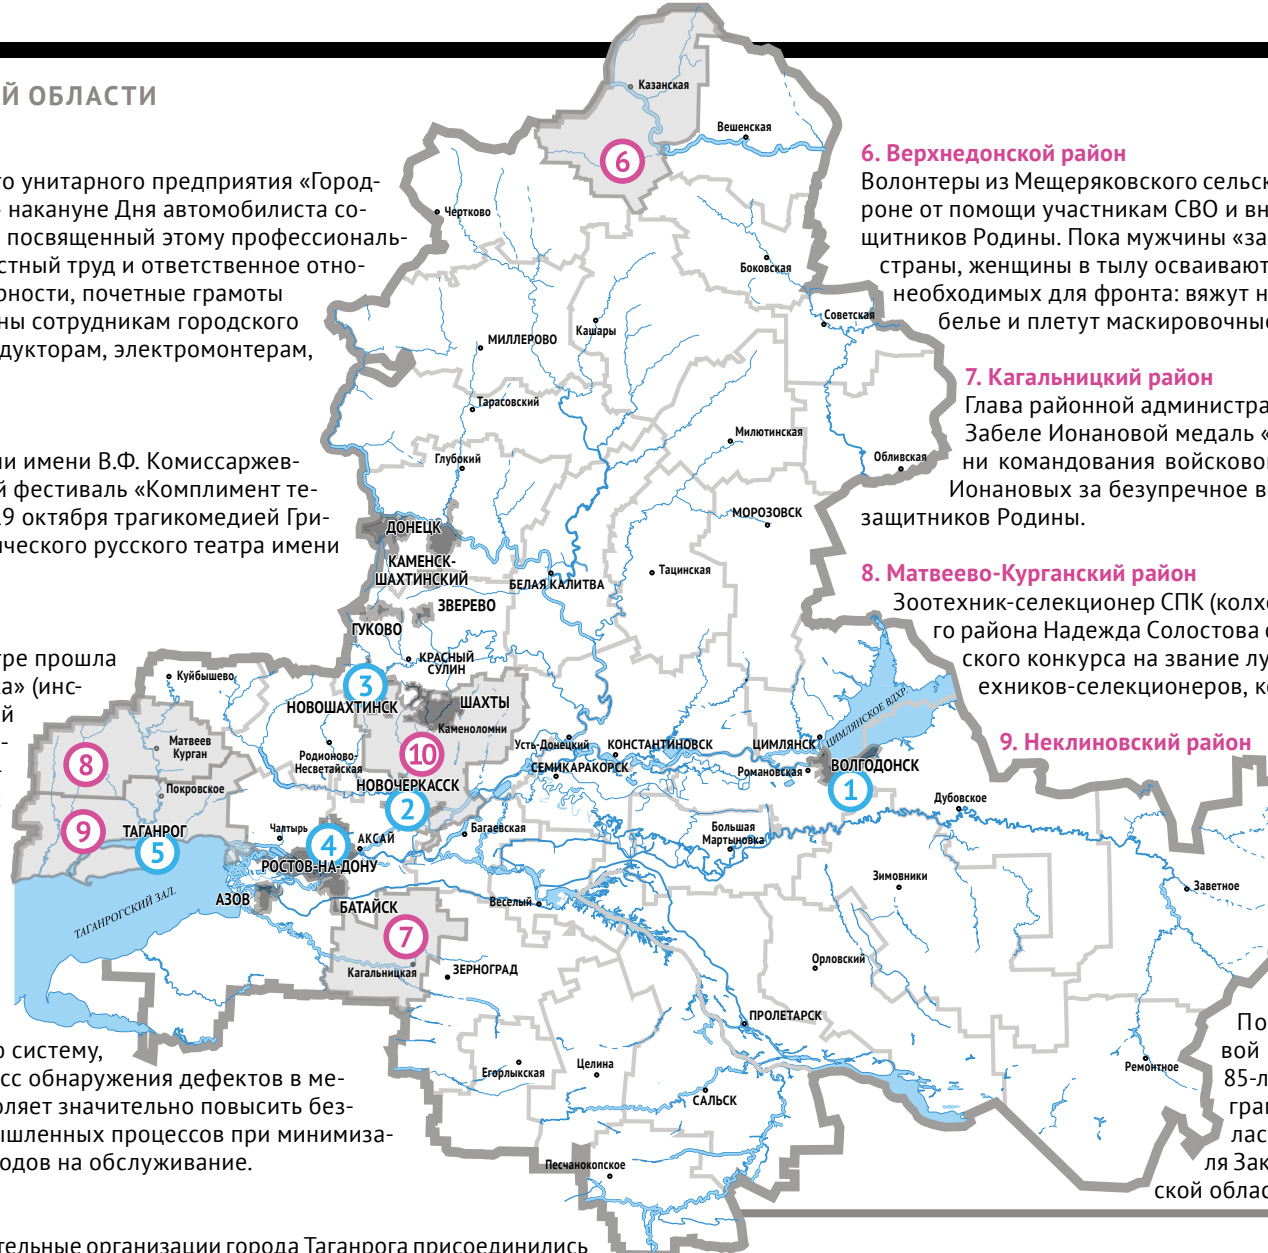 Й ОБЛАСТИ
го унитарного предприятия «Город-
накануне Дня автомобилиста со-
посвященный этому профессиональ-
стный труд и ответственное отно-
рности, почетные грамоты
ны сотрудникам городского
дукторам, электромонтерам,
ии имени В.Ф. Комиссаржев-
й фестиваль «Комплимент те-
19 октября трагикомедией Гри-
ического русского театра имени
тре прошла
ка» (инс-
й
о систему,
сс обнаружения дефектов в ме-
оляет значительно повысить без-
ышленных процессов при минимиза-
одов на обслуживание.
тельные организации города Таганрога присоединились
Казанская
Вешенская
6
Чертково
Боковская
Советская
Кашары
МИЛЛЕРОВО
Тарасовский
Милютинская
Глубокий
Обливская
МОРОЗОВСК
ДОНЕЦК
КАМЕНСК-
ШАХТИНСКИЙ
БЕЛАЯ КАЛИТВА
Тацинская
ЗВЕРЕВО
ГУКОВО
КРАСНЫЙ
СУЛИН
Куйбышево
3
НОВОШАХТИНСК
ШАХТЫ
Каменоломни
ЦИМЛЯНСКОЕ ВДХР.
Матвеев
Курган
8
Родионово-
Несветайская
10
Усть-Донецкий
КОНСТАНТИНОВСК
ЦИМЛЯНСК
СЕМИКАРАКОРСК
Романовская
ВОЛГОДОНСК
1
Покровское
НОВОЧЕРКАССК
2
Дубовское
9
ТАГАНРОГ
5
Чалтырь
4
АКСАЙ
Багаевская
Большая
Мартыновка
РОСТОВ-НА-ДОНУ
Зимовники
Заветное
ТАГАНРОГСКИЙ ЗАЛ.
АЗОВ
БАТАЙСК
Веселый
7
Кагальницкая
ЗЕРНОГРАД
Орловский
ПРОЛЕТАРСК
Егорлыкская
Целина
Ремонтное
САЛЬСК
Песчанокопское
6. Верхнедонской район
Волонтеры из Мещеряковского сельск
роне от помощи участникам СВО и вн
щитников Родины. Пока мужчины «за
страны, женщины в тылу осваивают
необходимых для фронта: вяжут н
белье и плетут маскировочные
7. Кагальницкий район
Глава районной администра
Забеле Ионановой медаль «
ни командования войсково
Ионановых за безупречное в
защитников Родины.
8. Матвеево-Курганский район
Зоотехник-селекционер СПК (колхо
го района Надежда Солостова с
ского конкурса на звание лу
ехников-селекционеров, ко
9. Неклиновский район
По
вой
85-л
грам
ласт
ля Зак
ской облас